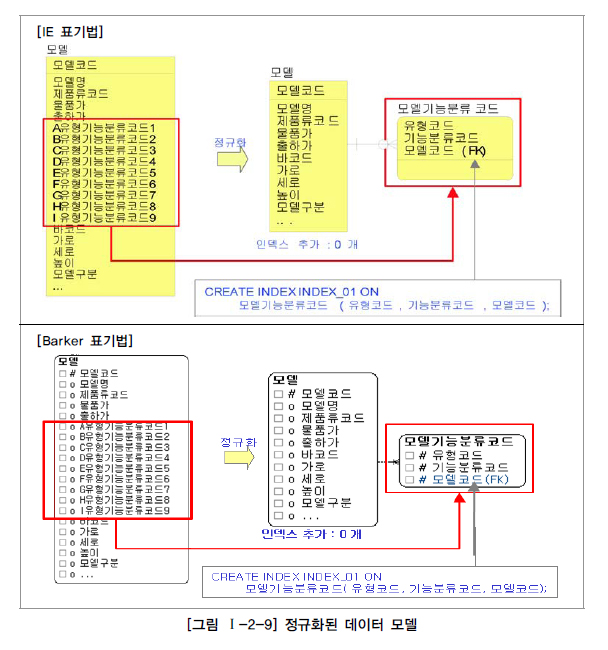 [IE 표기법]
모델
모델코드
모델명
제품류코드
물품가
출하가
A유형기능분류코드1
B유형기능분류코드2
C유형기능분류코드3
D유형기능분류코드4
E유형기능분류코드5
F유형기능분류코드6
G유형기능분류코드7
H유형기능분류코드8
I유형기능분류코드9
바코드
가로
세로
높이
모델구분
...
정규화
모델
모델코드
모델명
제품류코드
물품가
출하가
바코드
가로
세로
높이
모델구분
...
인덱스 추가 : 0 개
모델기능분류 코드
유형코드
기능분류코드
모델코드 (FK)
CREATE INDEX INDEX_01 ON
모델기능분류코드 ( 유형코드 , 기능분류코드 , 모델코드 );
[Barker 표기법]
모델
# 모델코드
o 모델명
o 제품류코드
o 물품가
o 출하가
o A유형기능분류코드1
o B유형기능분류코드2
o C유형기능분류코드3
o D유형기능분류코드4
o E유형기능분류코드5
o F유형기능분류코드6
o G유형기능분류코드7
o H유형기능분류코드8
o I유형기능분류코드9
o 바코드
o 가로
o 세로
o 높이
o 모델구분
o ...
정규화
모델
# 모델코드
o 모델명
o 제품류코드
o 물품가
o 출하가
o 바코드
o 가로
o 세로
o 높이
o 모델구분
o ...
인덱스 추가 : 0 개
모델기능분류코드
# 유형코드
# 기능분류코드
# 모델코드(FK)
CREATE INDEX INDEX_01 ON
모델기능분류코드( 유형코드, 기능분류코드, 모델코드);
[그림 Ⅰ-2-9] 정규화된 데이터 모델